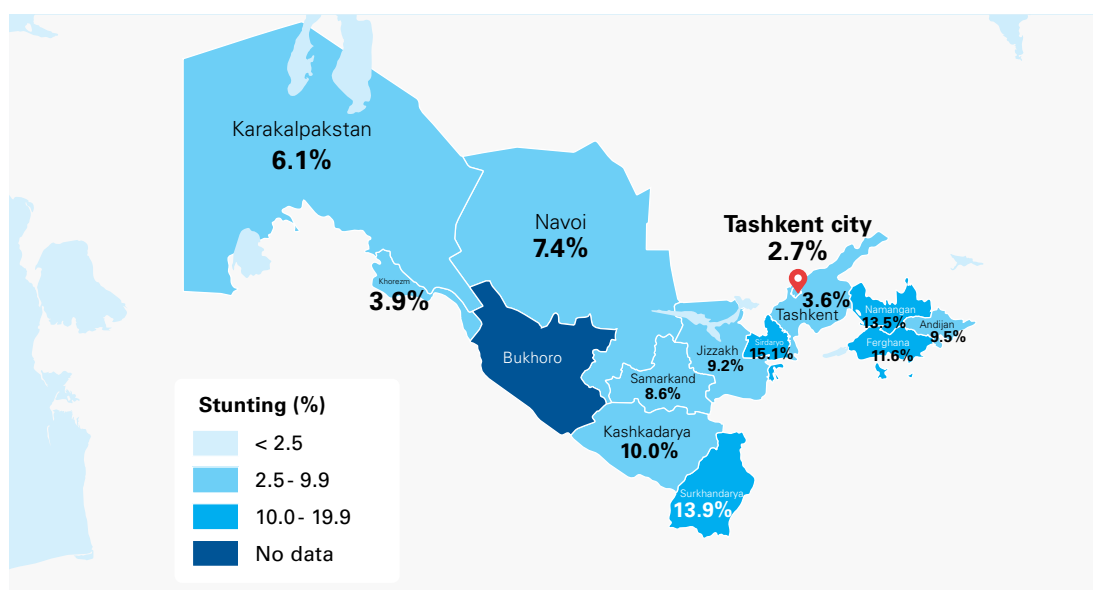 Karakalpakstan
6.1%
Navoi
7.4%
Tashkent city
2.7%
Khorezm
3.9%
3.6%
Tashkent
Namangan
13.5%
Andijan
9.5%
Ferghana
11.6%
Sirdaryo
15.1%
Jizzakh
9.2%
Bukhoro
Samarkand
8.6%
Kashkadarya
10.0%
Surkhandarya
13.9%
Stunting (%)
< 2.5
2.5 - 9.9
10.0 - 19.9
No data